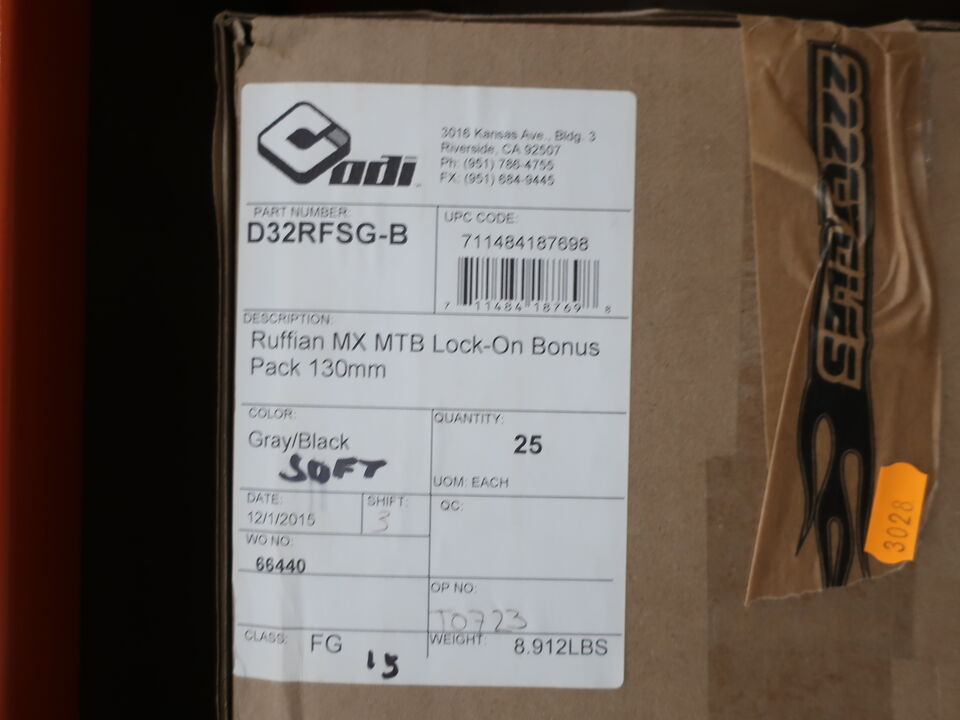 odi
3016 Kansas Ave., Bldg. 3
Riverside, CA 92507
Ph: (951) 786-4755
FX: (951) 684-9445
PART NUMBER:
D32RFSG-B
UPC CODE:
711484187698
7 11484 18769 8
DESCRIPTION:
Ruffian MX MTB Lock-On Bonus
Pack 130mm
COLOR:
Gray/Black
SOFT
QUANTITY:
25
UOM: EACH
DATE:
12/1/2015
SHIFT:
3
QC:
WO NO:
66440
OP NO:
T0723
CLASS:
FG
15
WEIGHT:
8.912LBS
3028